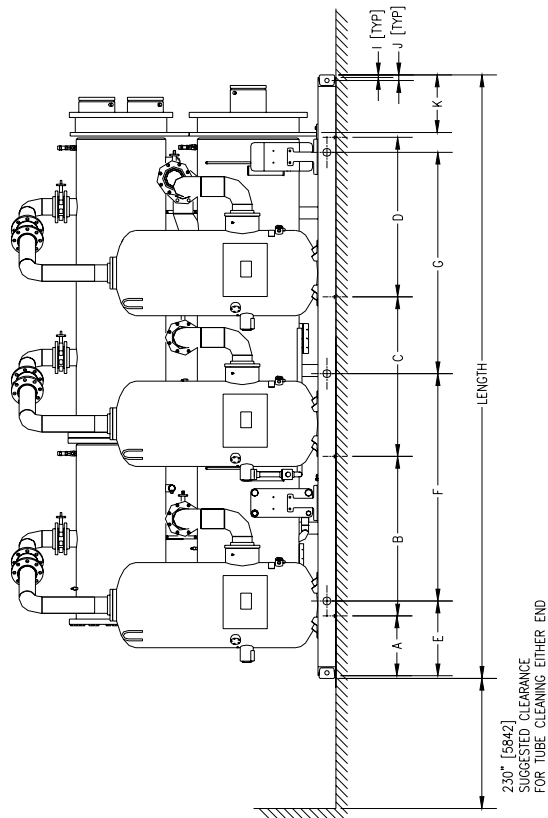 I [TYP]
J [TYP]
K
D
G
C
LENGTH
F
B
A
E
230" [5842]
SUGGESTED CLEARANCE
FOR TUBE CLEANING EITHER END